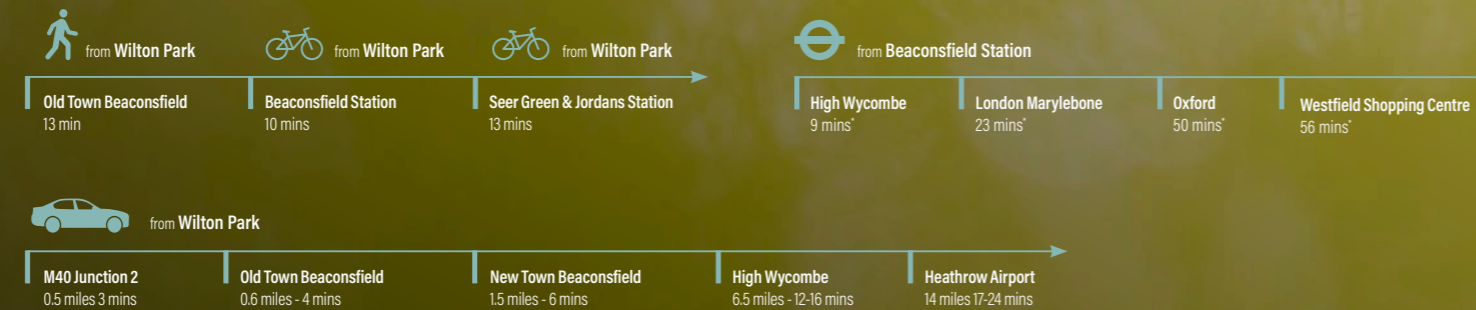 from Wilton Park
from Wilton Park
from Wilton Park
Old Town Beaconsfield
13 min
Beaconsfield Station
10 mins
Seer Green & Jordans Station
13 mins
from Beaconsfield Station
High Wycombe
9 mins*
London Marylebone
23 mins*
Oxford
50 mins*
Westfield Shopping Centre
56 mins*
from Wilton Park
M40 Junction 2
0.5 miles 3 mins
Old Town Beaconsfield
0.6 miles - 4 mins
New Town Beaconsfield
1.5 miles - 6 mins
High Wycombe
6.5 miles - 12-16 mins
Heathrow Airport
14 miles 17-24 mins